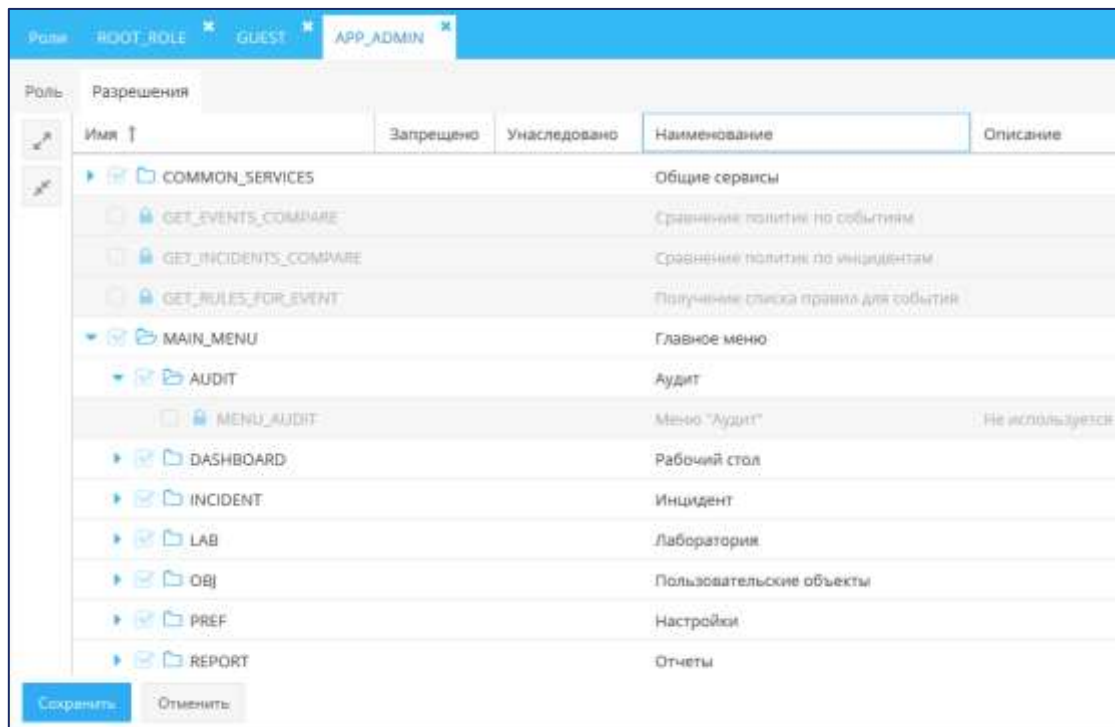 Роли ROOT_ROLE GUEST APP_ADMIN
Роль Разрешения
Имя Запрещено Унаследовано Наименование Описание
COMMON_SERVICES Общие сервисы
GET_EVENTS_COMPARE Сравнение политик по событиям
GET_INCIDENTS_COMPARE Сравнение политик по инцидентам
GET_RULES_FOR_EVENT Получение списка правил для события
MAIN_MENU Главное меню
AUDIT Аудит
MENU_AUDIT Меню "Аудит" Не используется
DASHBOARD Рабочий стол
INCIDENT Инцидент
LAB Лаборатория
OBJ Пользовательские объекты
PREF Настройки
REPORT Отчеты
Сохранить Отменить